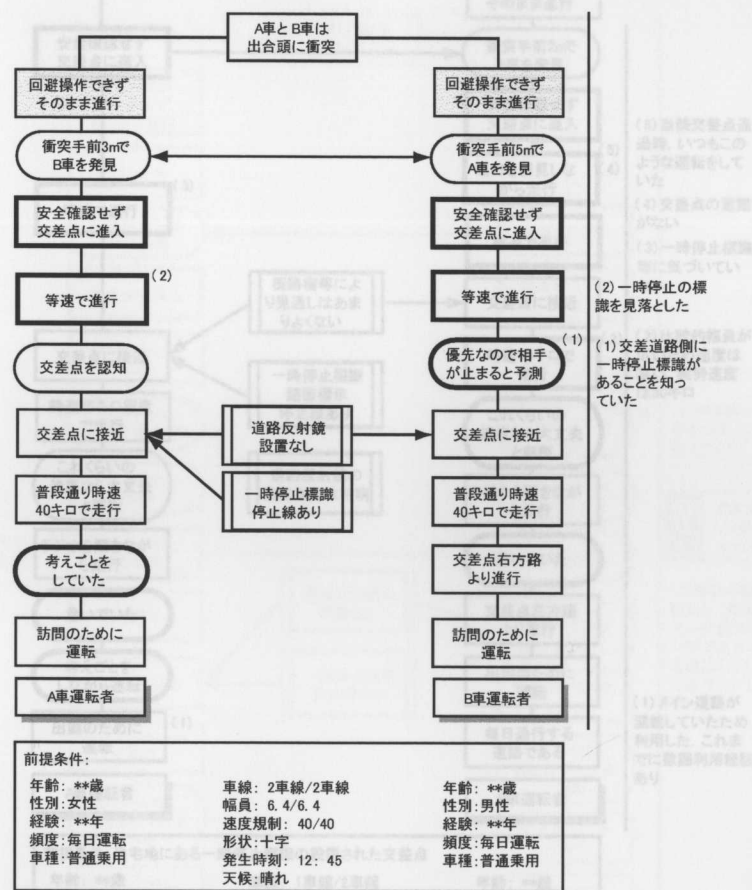 A車とB車は
出合頭に衝突
回避操作できず
そのまま進行
回避操作できず
そのまま進行
衝突手前3mで
B車を発見
衝突手前5mで
A車を発見
安全確認せず
交差点に進入
安全確認せず
交差点に進入
等速で進行
(2)
等速で進行
(2)一時停止の標
識を見落とした
交差点を認知
優先なので相手
が止まると予測
(1)
(1)交差道路側に
一時停止標識が
あることを知っ
ていた
交差点に接近
道路反射鏡
設置なし
交差点に接近
一時停止標識
停止線あり
普段通り時速
40キロで走行
普段通り時速
40キロで走行
考えごとを
していた
交差点右方路
より進行
訪問のために
運転
訪問のために
運転
A車運転者
B車運転者
前提条件:
年齢: **歳
性別:女性
経験: **年
頻度:毎日運転
車種:普通乗用
車線: 2車線/2車線
幅員: 6.4/6.4
速度規制: 40/40
形状:十字
発生時刻: 12: 45
天候:晴れ
年齢: **歳
性別:男性
経験: **年
頻度:毎日運転
車種:普通乗用